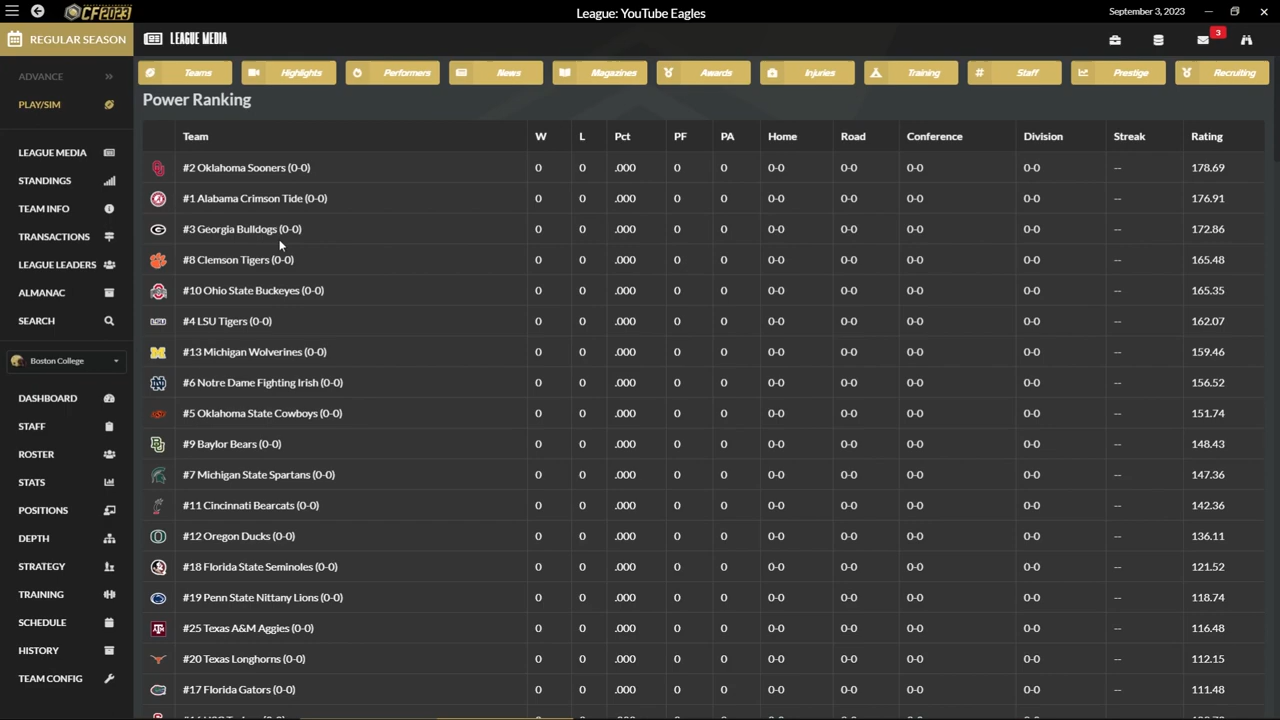 League: YouTube Eagles
September 3, 2023
CF2023
REGULAR SEASON
LEAGUE MEDIA
3
ADVANCE
PLAY/SIM
LEAGUE MEDIA
STANDINGS
TEAM INFO
TRANSACTIONS
LEAGUE LEADERS
ALMANAC
SEARCH
Boston College
DASHBOARD
STAFF
ROSTER
STATS
POSITIONS
DEPTH
STRATEGY
TRAINING
SCHEDULE
HISTORY
TEAM CONFIG
Teams Highlights Performers News Magazines Awards Injuries Training Staff Prestige Recruiting
Power Ranking
Team W L Pct PF PA Home Road Conference Division Streak Rating
#2 Oklahoma Sooners (0-0) 0 0 .000 0 0 0-0 0-0 0-0 0-0 -- 178.69
#1 Alabama Crimson Tide (0-0) 0 0 .000 0 0 0-0 0-0 0-0 0-0 -- 176.91
#3 Georgia Bulldogs (0-0) 0 0 .000 0 0 0-0 0-0 0-0 0-0 -- 172.86
#8 Clemson Tigers (0-0) 0 0 .000 0 0 0-0 0-0 0-0 0-0 -- 165.48
#10 Ohio State Buckeyes (0-0) 0 0 .000 0 0 0-0 0-0 0-0 0-0 -- 165.35
#4 LSU Tigers (0-0) 0 0 .000 0 0 0-0 0-0 0-0 0-0 -- 162.07
#13 Michigan Wolverines (0-0) 0 0 .000 0 0 0-0 0-0 0-0 0-0 -- 159.46
#6 Notre Dame Fighting Irish (0-0) 0 0 .000 0 0 0-0 0-0 0-0 0-0 -- 156.52
#5 Oklahoma State Cowboys (0-0) 0 0 .000 0 0 0-0 0-0 0-0 0-0 -- 151.74
#9 Baylor Bears (0-0) 0 0 .000 0 0 0-0 0-0 0-0 0-0 -- 148.43
#7 Michigan State Spartans (0-0) 0 0 .000 0 0 0-0 0-0 0-0 0-0 -- 147.36
#11 Cincinnati Bearcats (0-0) 0 0 .000 0 0 0-0 0-0 0-0 0-0 -- 142.36
#12 Oregon Ducks (0-0) 0 0 .000 0 0 0-0 0-0 0-0 0-0 -- 136.11
#18 Florida State Seminoles (0-0) 0 0 .000 0 0 0-0 0-0 0-0 0-0 -- 121.52
#19 Penn State Nittany Lions (0-0) 0 0 .000 0 0 0-0 0-0 0-0 0-0 -- 118.74
#25 Texas A&M Aggies (0-0) 0 0 .000 0 0 0-0 0-0 0-0 0-0 -- 116.48
#20 Texas Longhorns (0-0) 0 0 .000 0 0 0-0 0-0 0-0 0-0 -- 112.15
#17 Florida Gators (0-0) 0 0 .000 0 0 0-0 0-0 0-0 0-0 -- 111.48